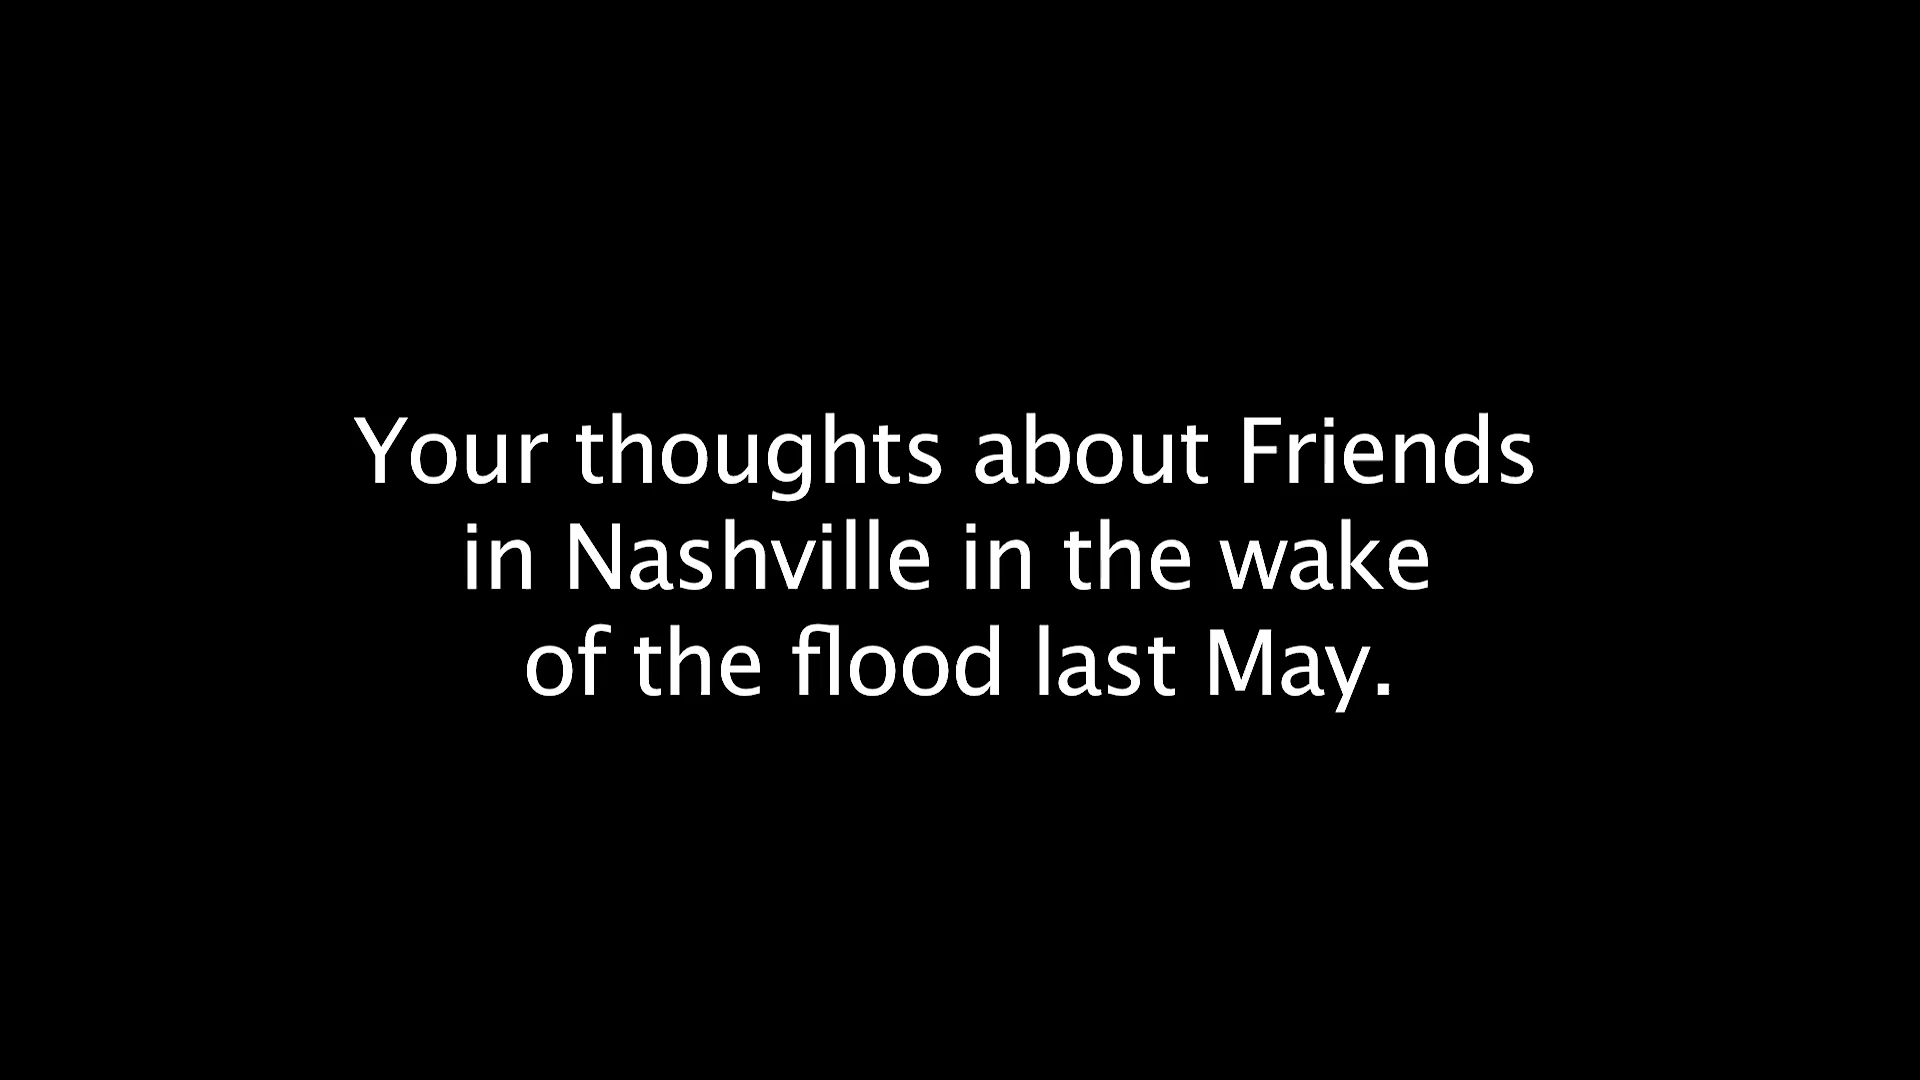 Your thoughts about Friends
in Nashville in the wake
of the flood last May.